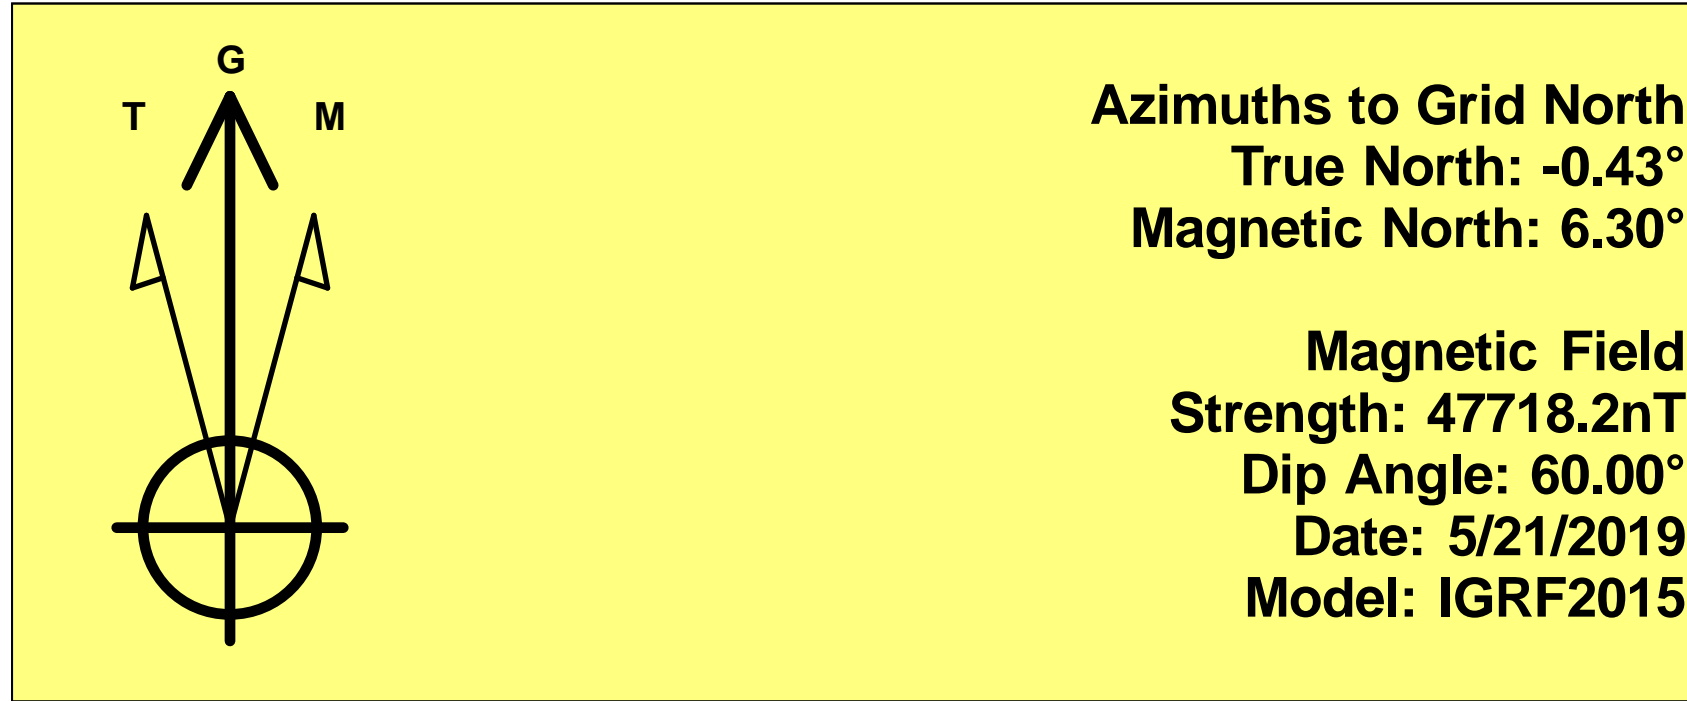 G
T M
Azimuths to Grid North
True North: -0.43°
Magnetic North: 6.30°
Magnetic Field
Strength: 47718.2nT
Dip Angle: 60.00°
Date: 5/21/2019
Model: IGRF2015